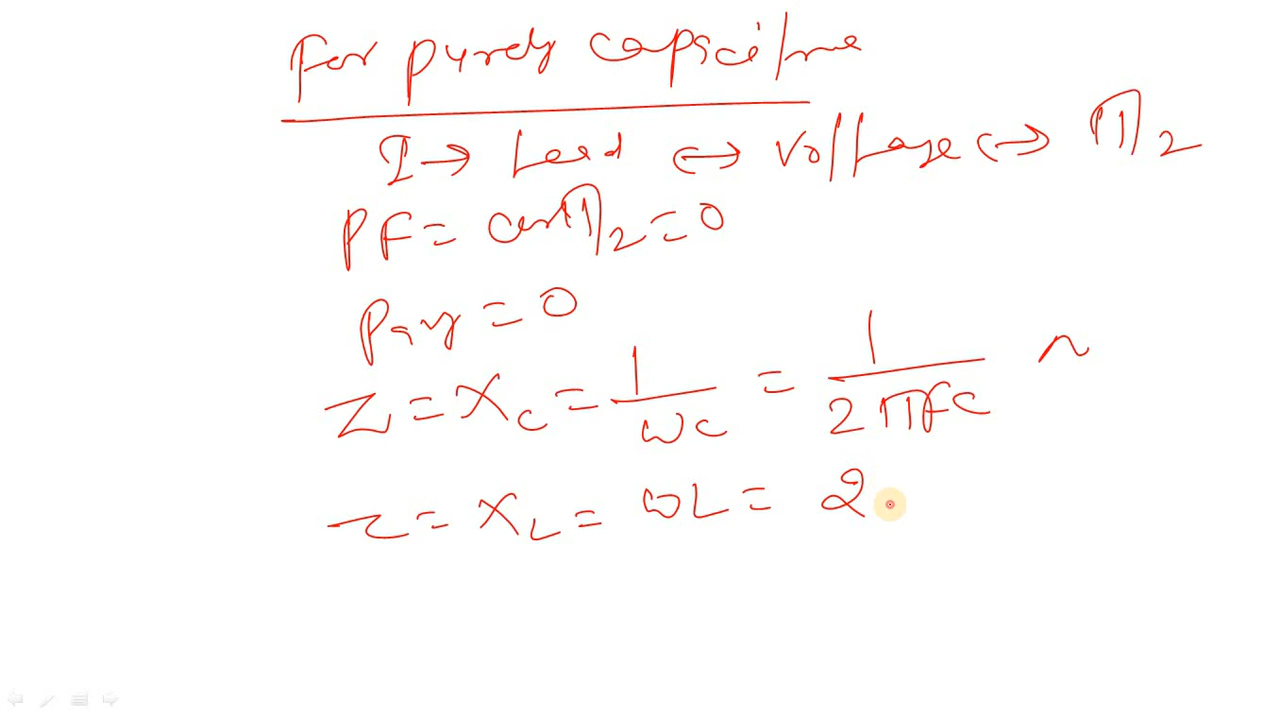 For purely capacitive
I → Lead ↔ Voltage ↔ π/2
PF = cos π/2 = 0
Pav = 0
Z = XC = 1/ωC = 1/2πfC ~
Z = XL = ωL = 2